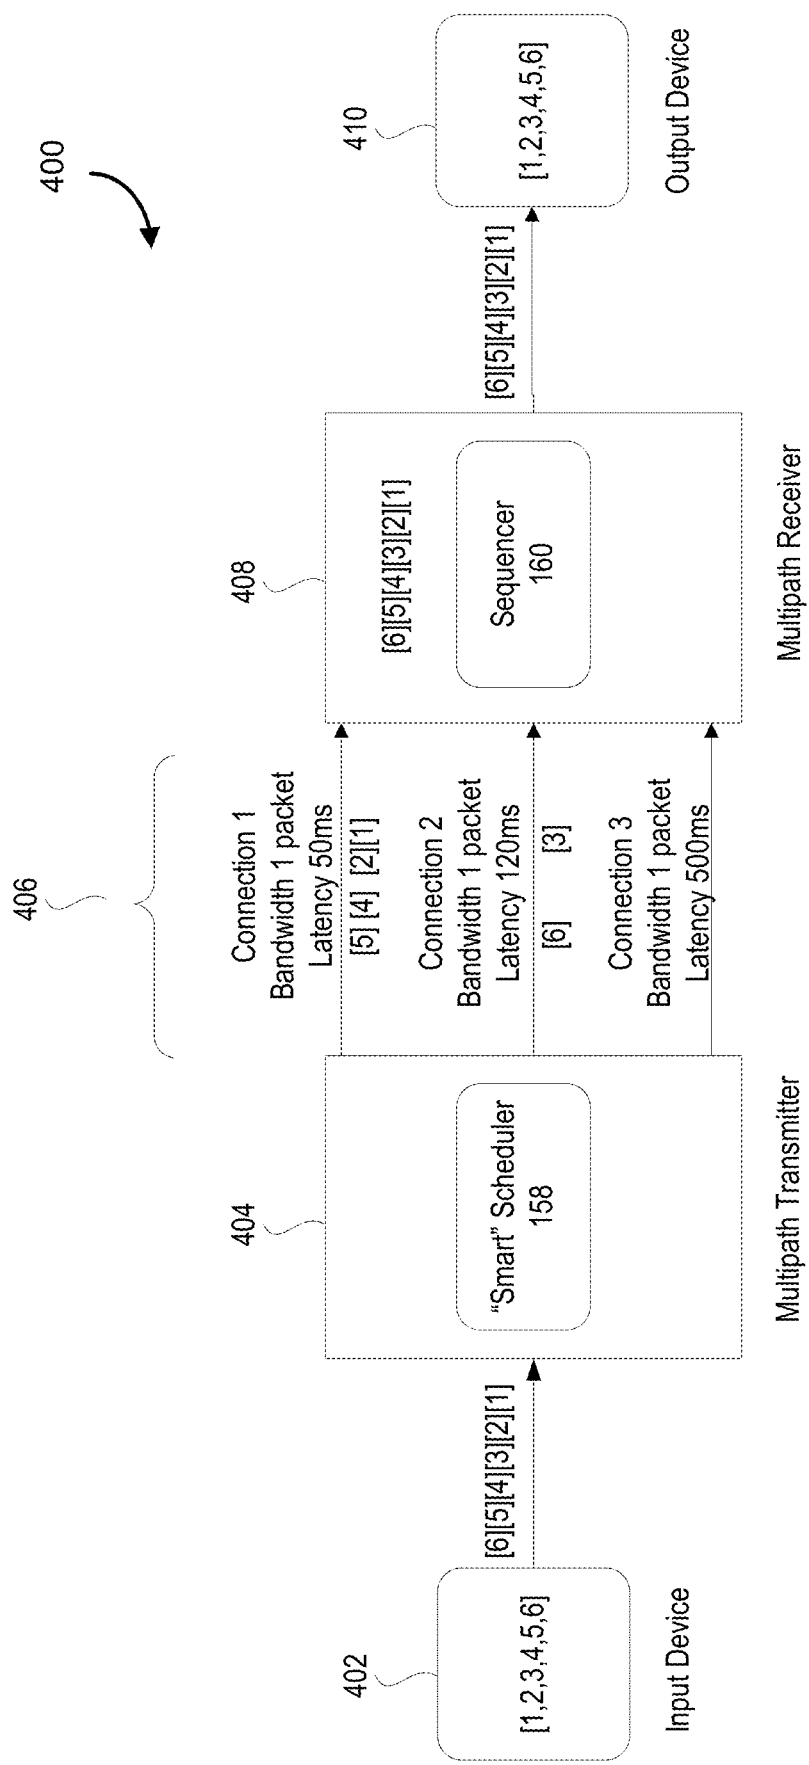 400
406
402
[1,2,3,4,5,6]
Input Device
[6][5][4][3][2][1]
404
"Smart" Scheduler
158
Multipath Transmitter
Connection 1
Bandwidth 1 packet
Latency 50ms
[5] [4] [2][1]
Connection 2
Bandwidth 1 packet
Latency 120ms
[6] [3]
Connection 3
Bandwidth 1 packet
Latency 500ms
408
[6][5][4][3][2][1]
Sequencer
160
Multipath Receiver
[6][5][4][3][2][1]
410
[1,2,3,4,5,6]
Output Device